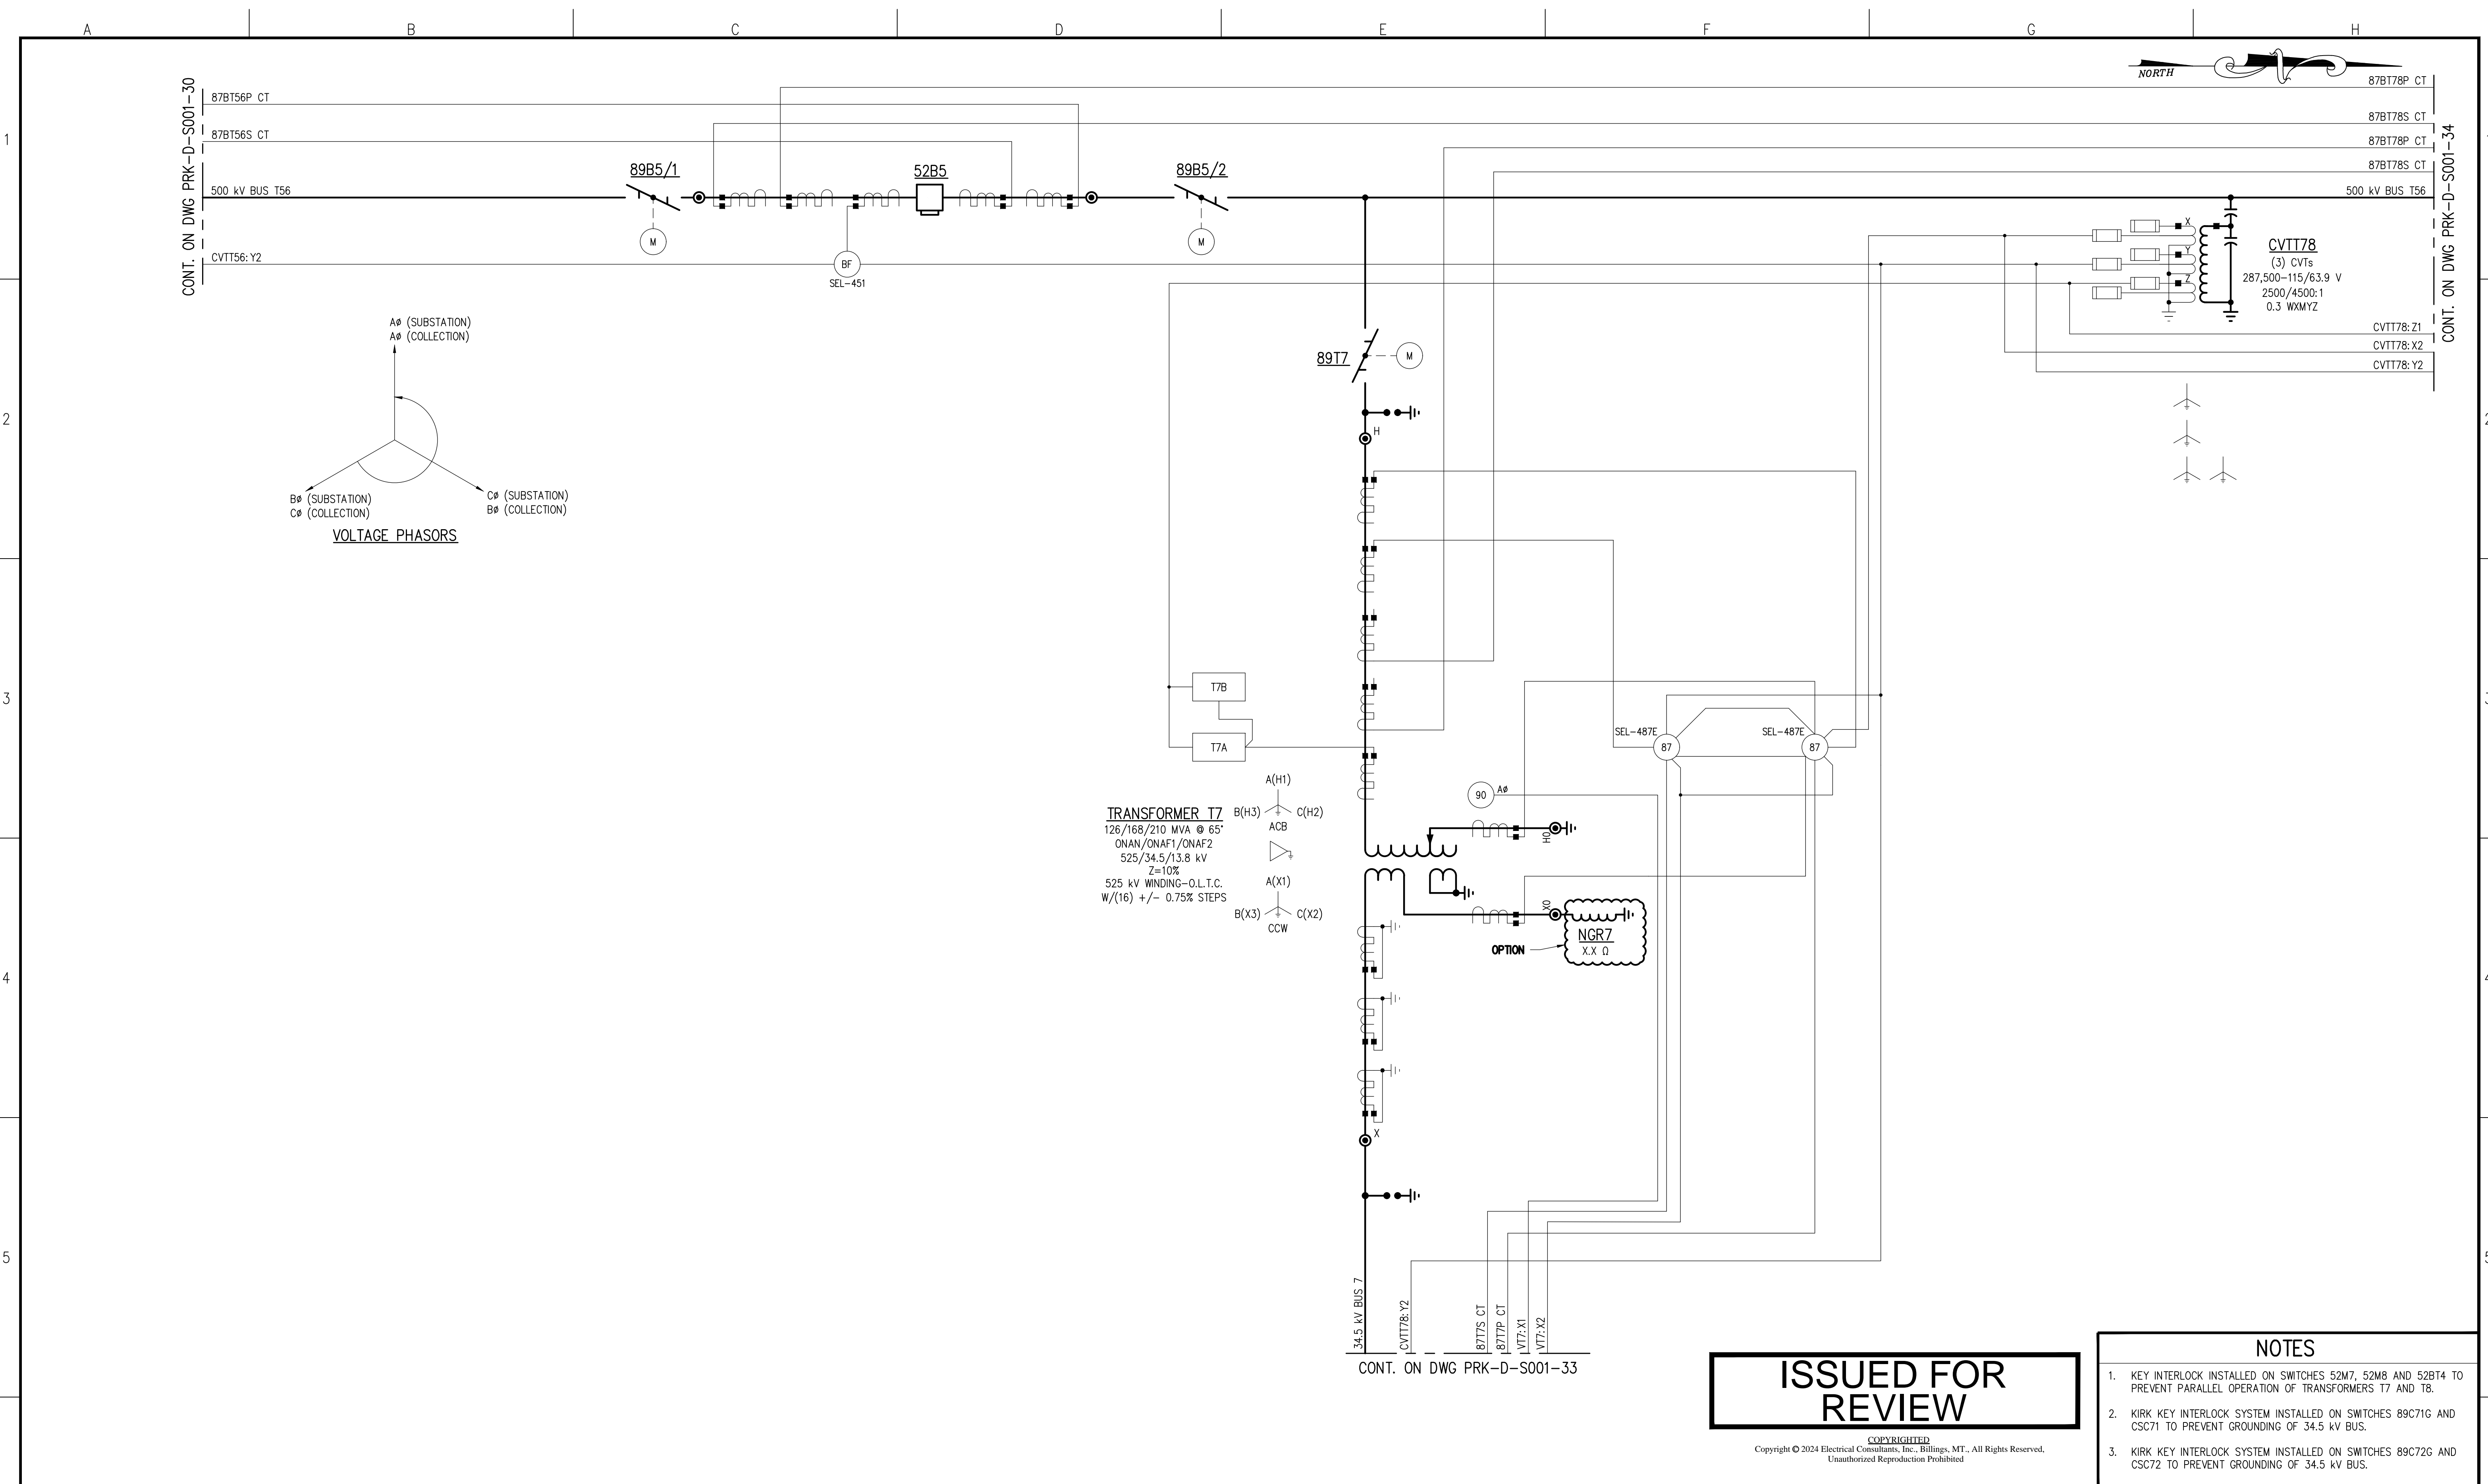 A B C D E F G H
NORTH
1
2
3
4
5
CONT. ON DWG PRK-D-S001-30
87BT56P CT
87BT56S CT
500 kV BUS T56
CVTT56:Y2
89B5/1
M
52B5
BF
SEL-451
89B5/2
M
87BT78P CT
87BT78S CT
87BT78P CT
87BT78S CT
500 kV BUS T56
CONT. ON DWG PRK-D-S001-34
X
Y
Z
CVTT78
(3) CVTs
287,500-115/63.9 V
2500/4500:1
0.3 WXMYZ
CVTT78:Z1
CVTT78:X2
CVTT78:Y2
AØ (SUBSTATION)
AØ (COLLECTION)
BØ (SUBSTATION)
CØ (COLLECTION)
CØ (SUBSTATION)
BØ (COLLECTION)
VOLTAGE PHASORS
89T7
M
H
T7B
T7A
SEL-487E
87
SEL-487E
87
90
AØ
TRANSFORMER T7
126/168/210 MVA @ 65°
ONAN/ONAF1/ONAF2
525/34.5/13.8 kV
Z=10%
525 kV WINDING-O.L.T.C.
W/(16) +/- 0.75% STEPS
A(H1)
B(H3) C(H2)
ACB
A(X1)
B(X3) C(X2)
CCW
H0
X0
NGR7
X.X Ω
OPTION
X
34.5 kV BUS 7
CVTT78:Y2
87T7S CT
87T7P CT
VT7:X1
VT7:X2
CONT. ON DWG PRK-D-S001-33
ISSUED FOR
REVIEW
COPYRIGHTED
Copyright © 2024 Electrical Consultants, Inc., Billings, MT., All Rights Reserved,
Unauthorized Reproduction Prohibited
NOTES
1. KEY INTERLOCK INSTALLED ON SWITCHES 52M7, 52M8 AND 52BT4 TO
PREVENT PARALLEL OPERATION OF TRANSFORMERS T7 AND T8.
2. KIRK KEY INTERLOCK SYSTEM INSTALLED ON SWITCHES 89C71G AND
CSC71 TO PREVENT GROUNDING OF 34.5 kV BUS.
3. KIRK KEY INTERLOCK SYSTEM INSTALLED ON SWITCHES 89C72G AND
CSC72 TO PREVENT GROUNDING OF 34.5 kV BUS.